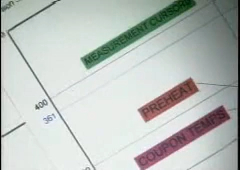 MEASUREMENT CURSORS
400
361
PREHEAT
COUPON TEMPS